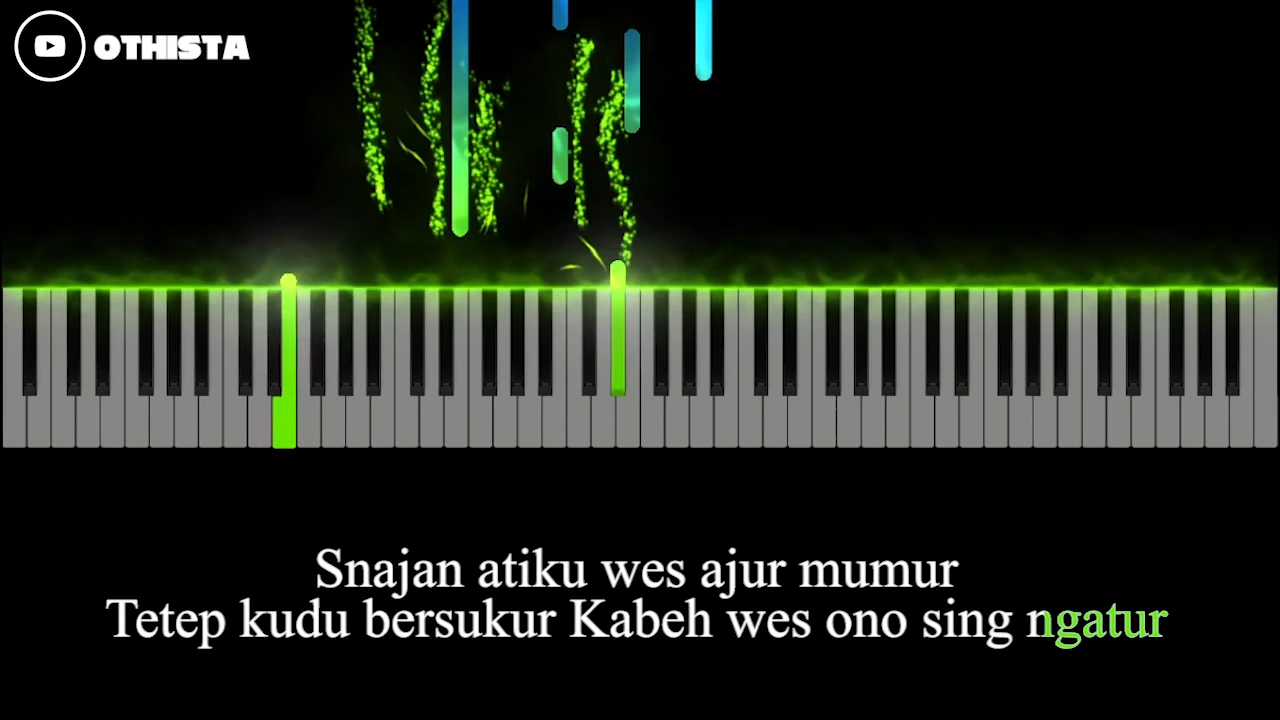 OTHISTA
Snajan atiku wes ajur mumur
Tetep kudu bersukur Kabeh wes ono sing ngatur